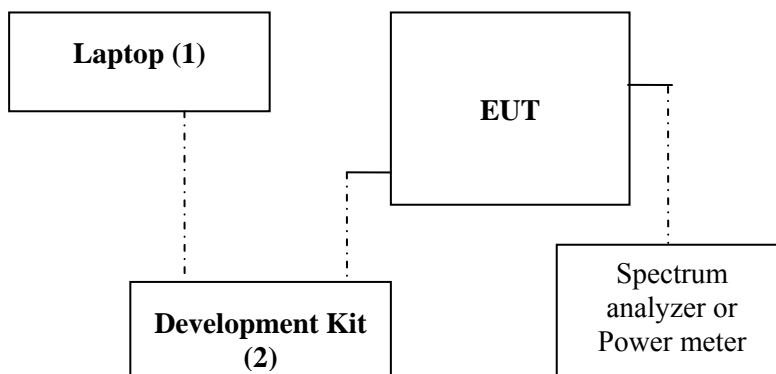 Laptop (1)
EUT
Development Kit
(2)
Spectrum
analyzer or
Power meter